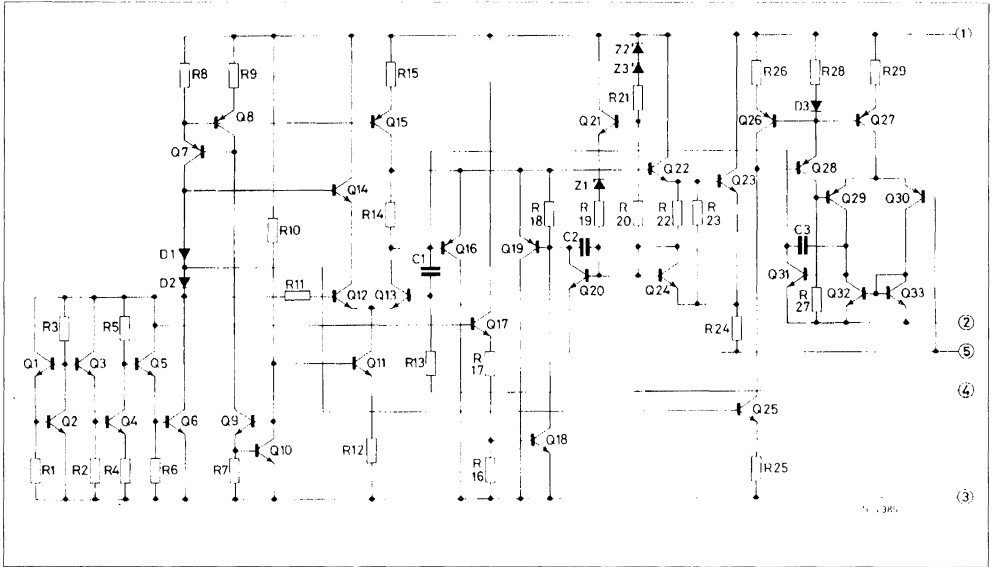 Z2'
(1)
Z3'
R8
R9
R15
R26
R28
R29
R21
D3
Q8
Q15
Q21
Q26
Q27
Q7
Q22
Q28
Q23
Z1
Q14
Q29
Q30
R14
R 18
R 19
R 20
R 22
R 23
R10
D1
Q16
Q19
C2
C3
C1
D2
Q31
R11
Q12
Q13
Q20
Q24
R 27
Q32
Q33
R3
R5
Q17
R24
(2)
(5)
Q1
Q3
Q5
Q11
R13
R 17
(4)
Q2
Q4
Q6
Q9
Q10
Q18
Q25
R12
R1
R2
R4
R6
R7
R 16
R25
(3)